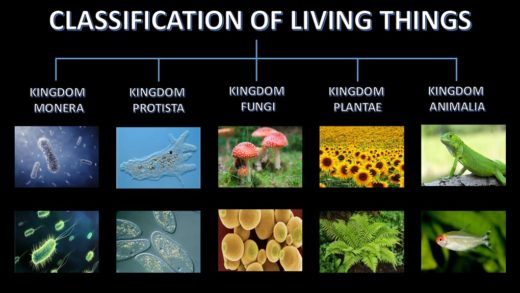 CLASSIFICATION OF LIVING THINGS
KINGDOM
MONERA
KINGDOM
PROTISTA
KINGDOM
FUNGI
KINGDOM
PLANTAE
KINGDOM
ANIMALIA